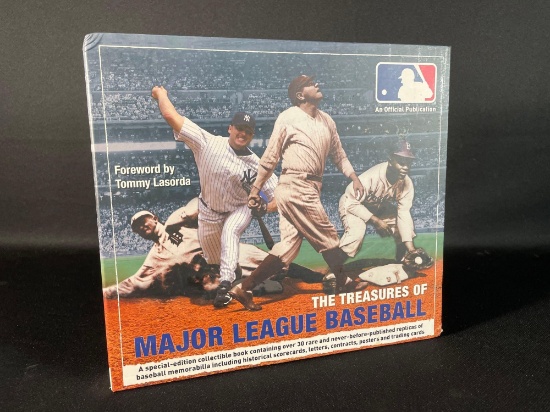 An Official Publication
Foreword by
Tommy Lasorda
THE TREASURES OF
MAJOR LEAGUE BASEBALL
A special-edition collectible book containing over 30 rare and never-before-published replicas of
baseball memorabilia including historical scorecards, letters, contracts, posters and trading cards